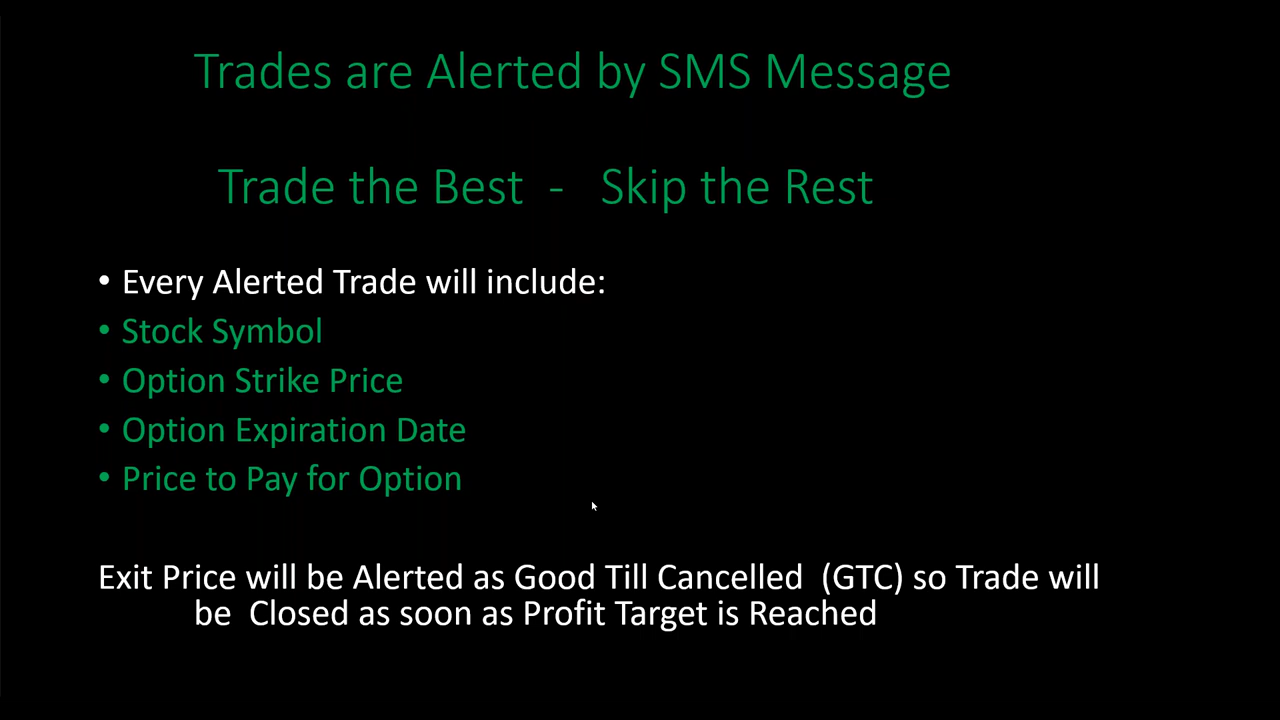 Trades are Alerted by SMS Message
Trade the Best - Skip the Rest
• Every Alerted Trade will include:
• Stock Symbol
• Option Strike Price
• Option Expiration Date
• Price to Pay for Option
Exit Price will be Alerted as Good Till Cancelled (GTC) so Trade will
be Closed as soon as Profit Target is Reached